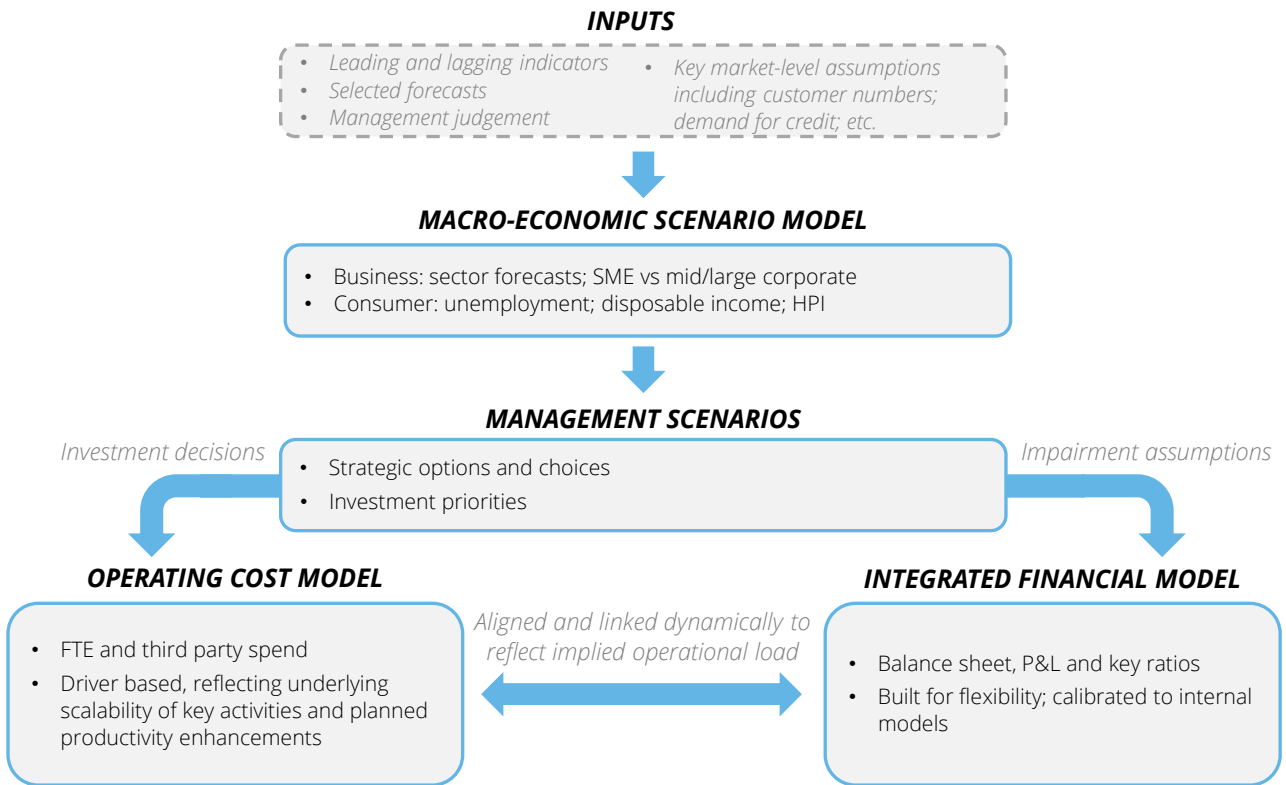 INPUTS
• Leading and lagging indicators
• Selected forecasts
• Management judgement
• Key market-level assumptions
including customer numbers;
demand for credit; etc.
MACRO-ECONOMIC SCENARIO MODEL
• Business: sector forecasts; SME vs mid/large corporate
• Consumer: unemployment; disposable income; HPI
MANAGEMENT SCENARIOS
Investment decisions
• Strategic options and choices
• Investment priorities
Impairment assumptions
OPERATING COST MODEL
• FTE and third party spend
• Driver based, reflecting underlying
scalability of key activities and planned
productivity enhancements
Aligned and linked dynamically to
reflect implied operational load
INTEGRATED FINANCIAL MODEL
• Balance sheet, P&L and key ratios
• Built for flexibility; calibrated to internal
models